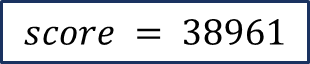 score = 38961